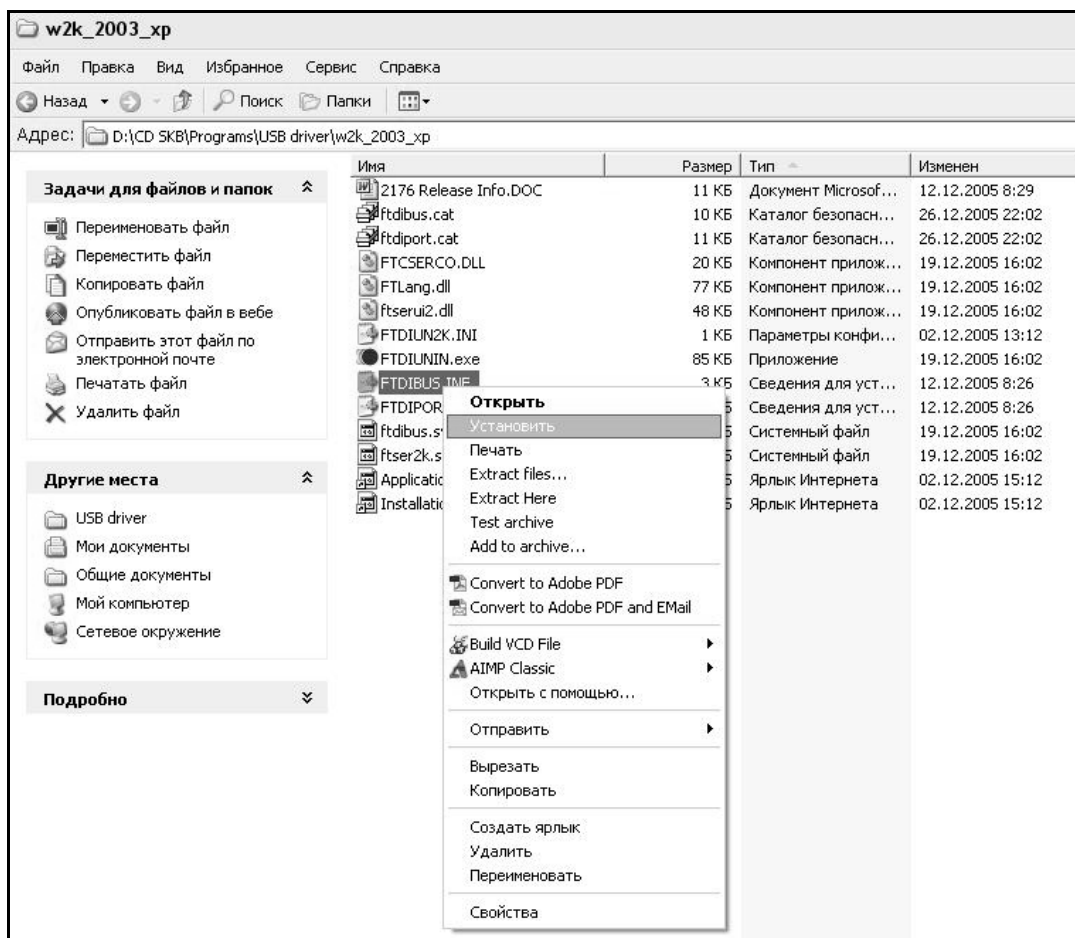 w2k_2003_xp
Файл Правка Вид Избранное Сервис Справка
Назад Поиск Папки
Адрес: D:\CD SKB\Programs\USB driver\w2k_2003_xp
Задачи для файлов и папок
Переименовать файл
Переместить файл
Копировать файл
Опубликовать файл в вебе
Отправить этот файл по
электронной почте
Печатать файл
Удалить файл
Другие места
USB driver
Мои документы
Общие документы
Мой компьютер
Сетевое окружение
Подробно
Имя Размер Тип Изменен
2176 Release Info.DOC 11 КБ Документ Microsof... 12.12.2005 8:29
ftdibus.cat 10 КБ Каталог безопасн... 26.12.2005 22:02
ftdiport.cat 11 КБ Каталог безопасн... 26.12.2005 22:02
FTCSERCO.DLL 20 КБ Компонент прилож... 19.12.2005 16:02
FTLang.dll 77 КБ Компонент прилож... 19.12.2005 16:02
ftserui2.dll 48 КБ Компонент прилож... 19.12.2005 16:02
FTDIUN2K.INI 1 КБ Параметры конфи... 02.12.2005 13:12
FTDIUNIN.exe 85 КБ Приложение 19.12.2005 16:02
FTDIBUS.INF 3 КБ Сведения для уст... 12.12.2005 8:26
FTDIPOR Сведения для уст... 12.12.2005 8:26
ftdibus.s Системный файл 19.12.2005 16:02
ftser2k.s Системный файл 19.12.2005 16:02
Applicatio Ярлык Интернета 02.12.2005 15:12
Installatio Ярлык Интернета 02.12.2005 15:12
Открыть
Установить
Печать
Extract files...
Extract Here
Test archive
Add to archive...
Convert to Adobe PDF
Convert to Adobe PDF and EMail
Build VCD File
AIMP Classic
Открыть с помощью...
Отправить
Вырезать
Копировать
Создать ярлык
Удалить
Переименовать
Свойства